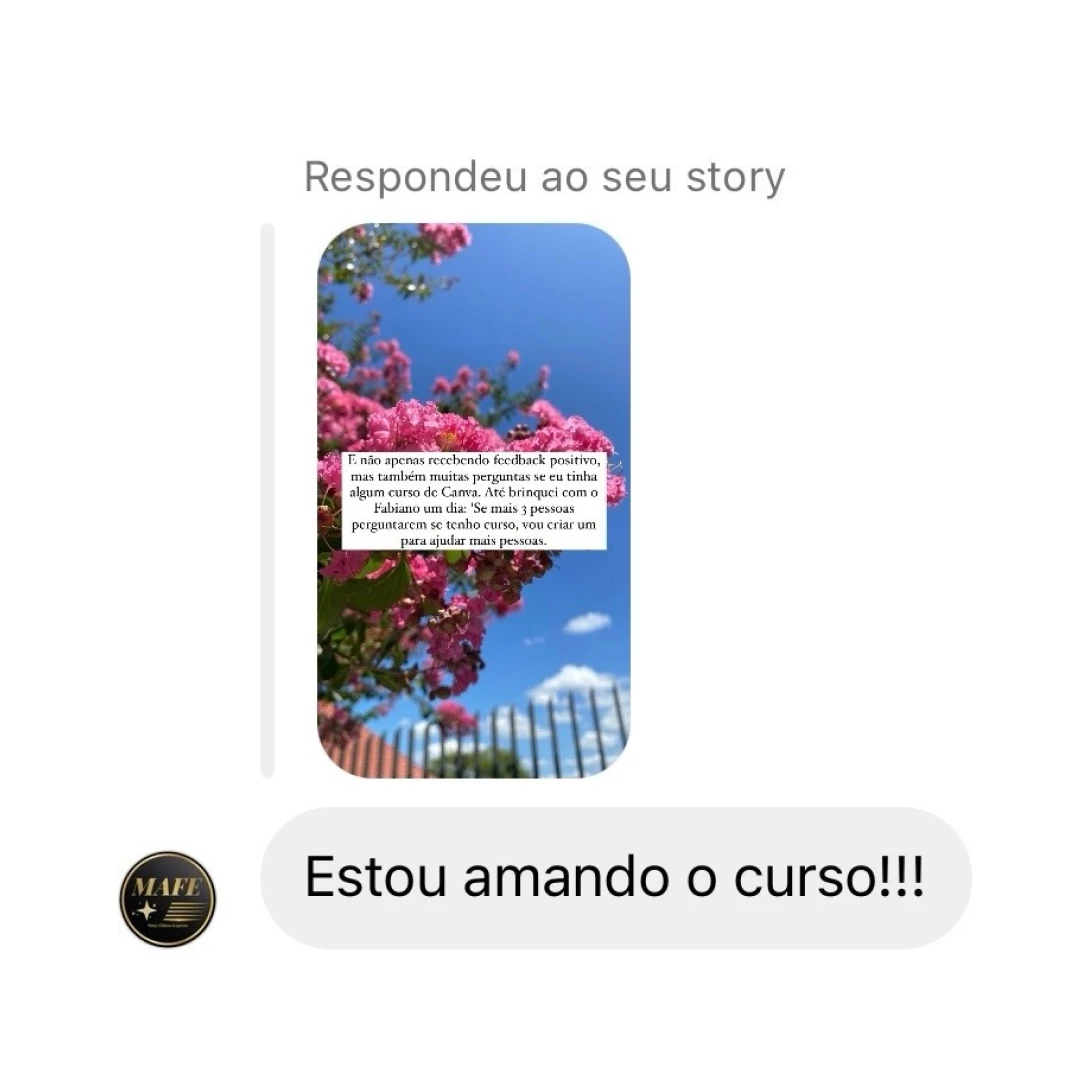 Respondeu ao seu story
E não apenas recebendo feedback positivo,
mas também muitas perguntas se eu tinha
algum curso de Canva. Até brinquei com o
Fabiano um dia: 'Se mais 3 pessoas
perguntarem se tenho curso, vou criar um
para ajudar mais pessoas.
MAFE
Estou amando o curso!!!